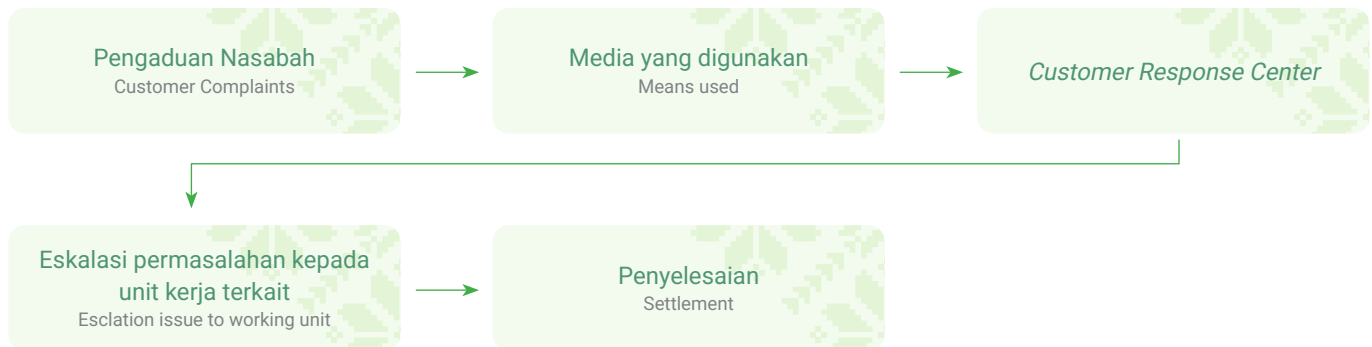 Pengaduan Nasabah
Customer Complaints
Media yang digunakan
Means used
Customer Response Center
Eskalasi permasalahan kepada
unit kerja terkait
Esclation issue to working unit
Penyelesaian
Settlement